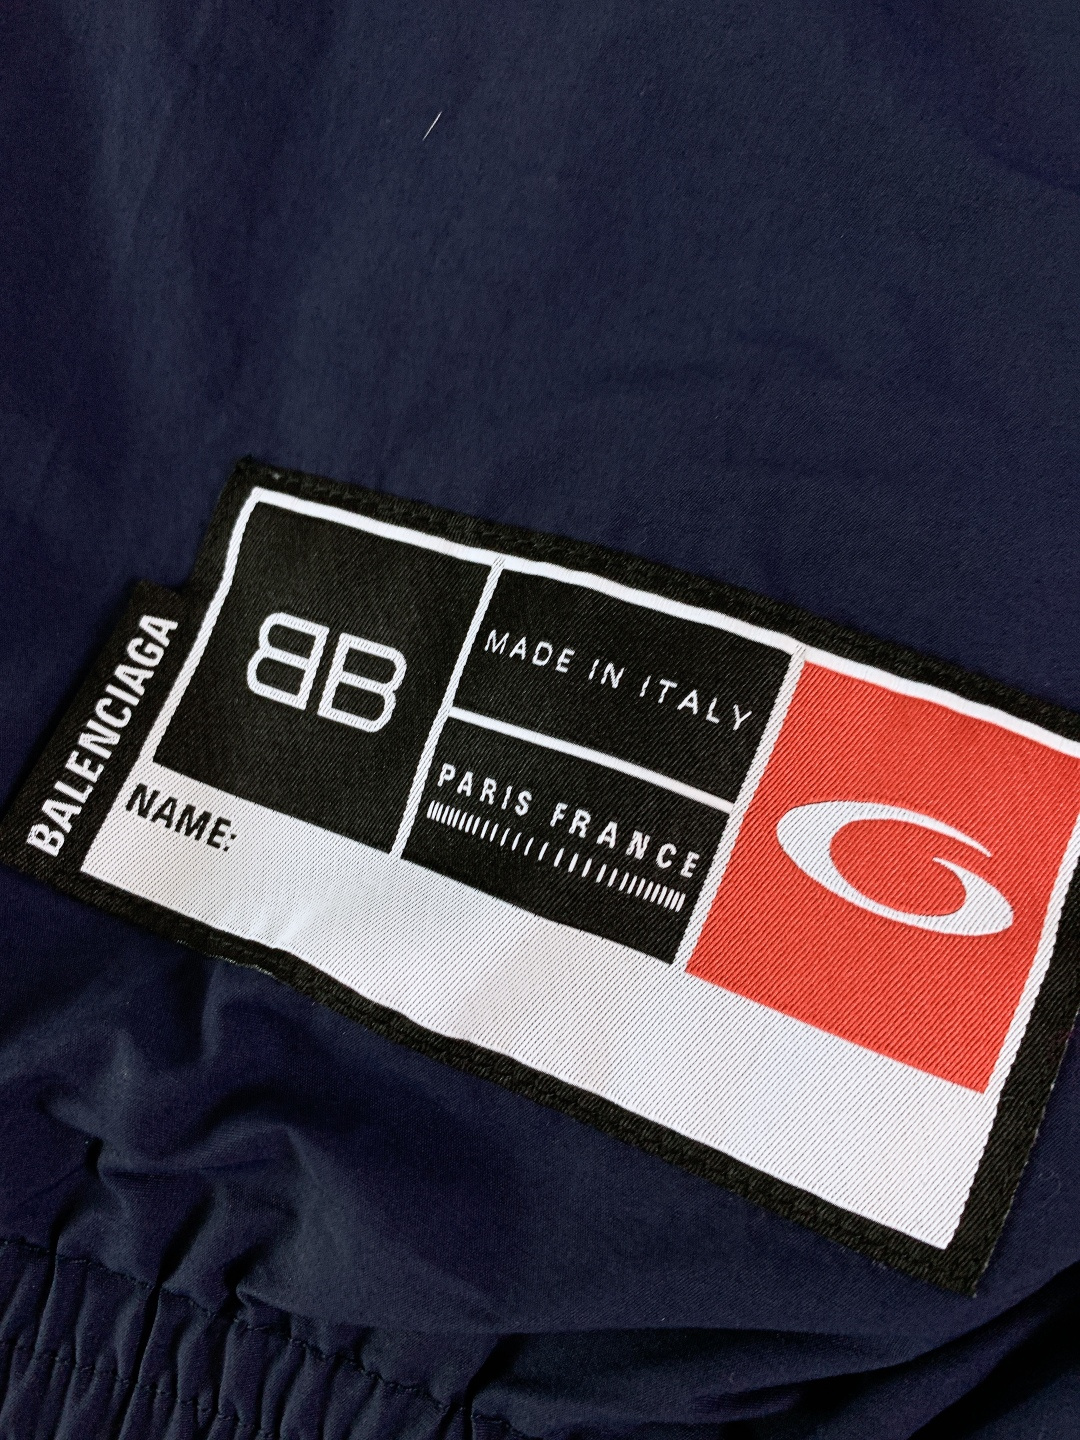 BALENCIAGA
BB
MADE IN ITALY
PARIS FRANCE
G
NAME: